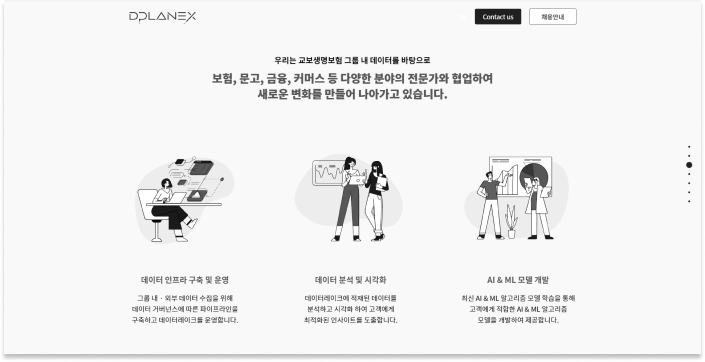 DPLANEX
Contact us
채용안내
우리는 교보생명보험 그룹 내 데이터를 바탕으로
보험, 문고, 금융, 커머스 등 다양한 분야의 전문가와 협업하여
새로운 변화를 만들어 나아가고 있습니다.
데이터 인프라 구축 및 운영
그룹 내 · 외부 데이터 수집을 위해
데이터 거버넌스에 따른 파이프라인을
구축하고 데이터레이크를 운영합니다.
데이터 분석 및 시각화
데이터레이크에 적재된 데이터를
분석하고 시각화 하여 고객에게
최적화된 인사이트를 도출합니다.
AI & ML 모델 개발
최신 AI & ML 알고리즘 모델 학습을 통해
고객에게 적합한 AI & ML 알고리즘
모델을 개발하여 제공합니다.